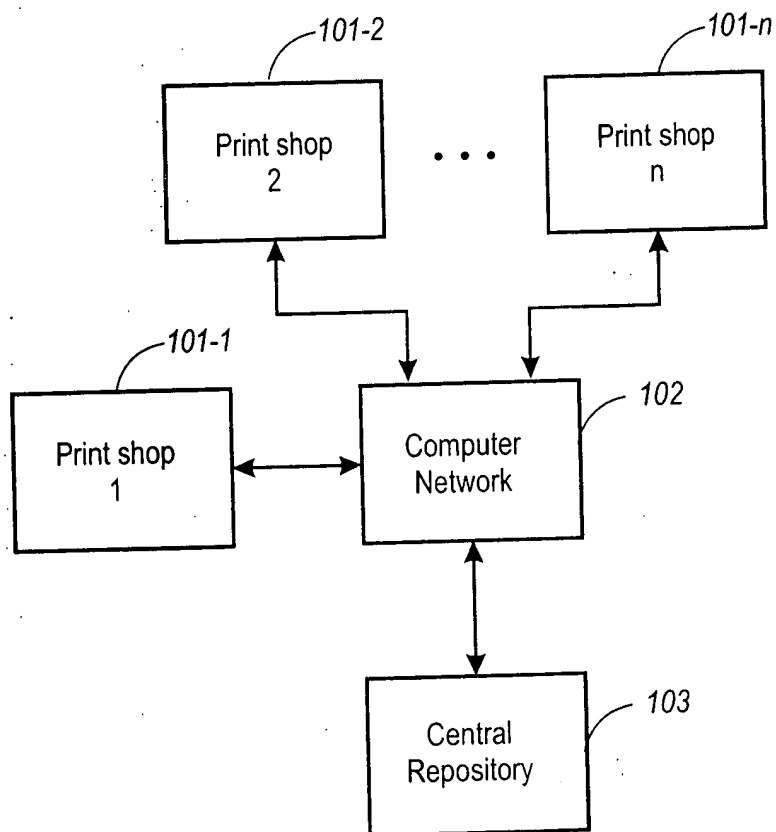 101-2
101-n
Print shop
2
• • •
Print shop
n
101-1
Print shop
1
102
Computer
Network
103
Central
Repository